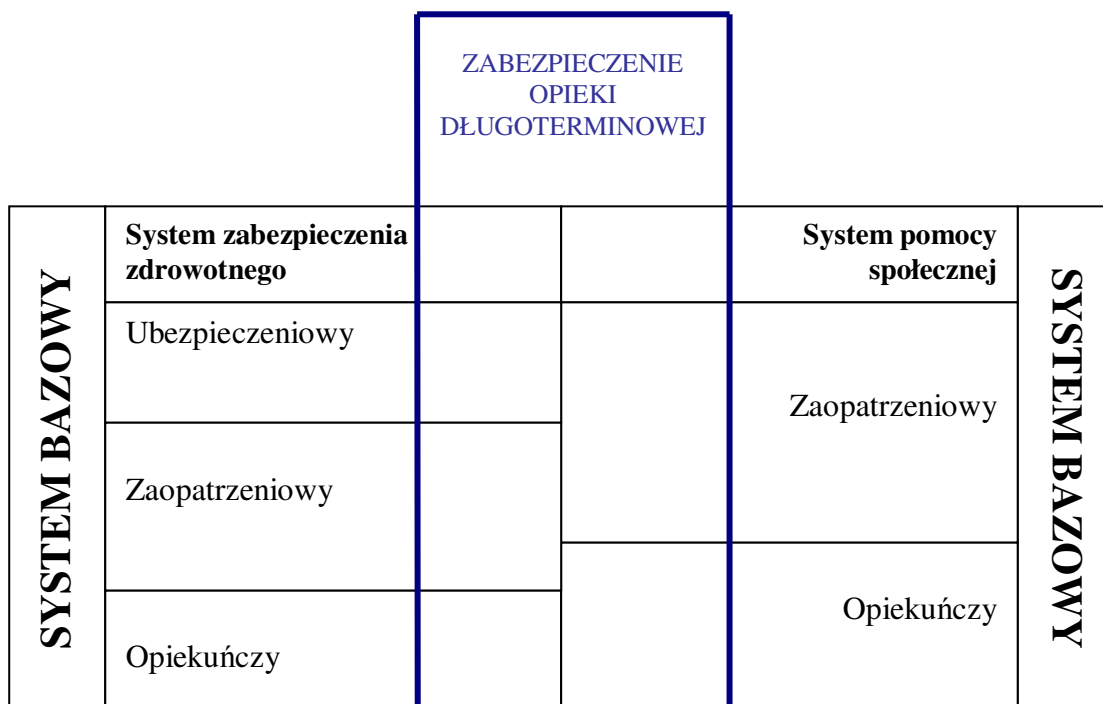 ZABEZPIECZENIE
OPIEKI
DŁUGOTERMINOWEJ
SYSTEM BAZOWY
System zabezpieczenia
zdrowotnego
Ubezpieczeniowy
Zaopatrzeniowy
Opiekuńczy
System pomocy
społecznej
Zaopatrzeniowy
Opiekuńczy
SYSTEM BAZOWY